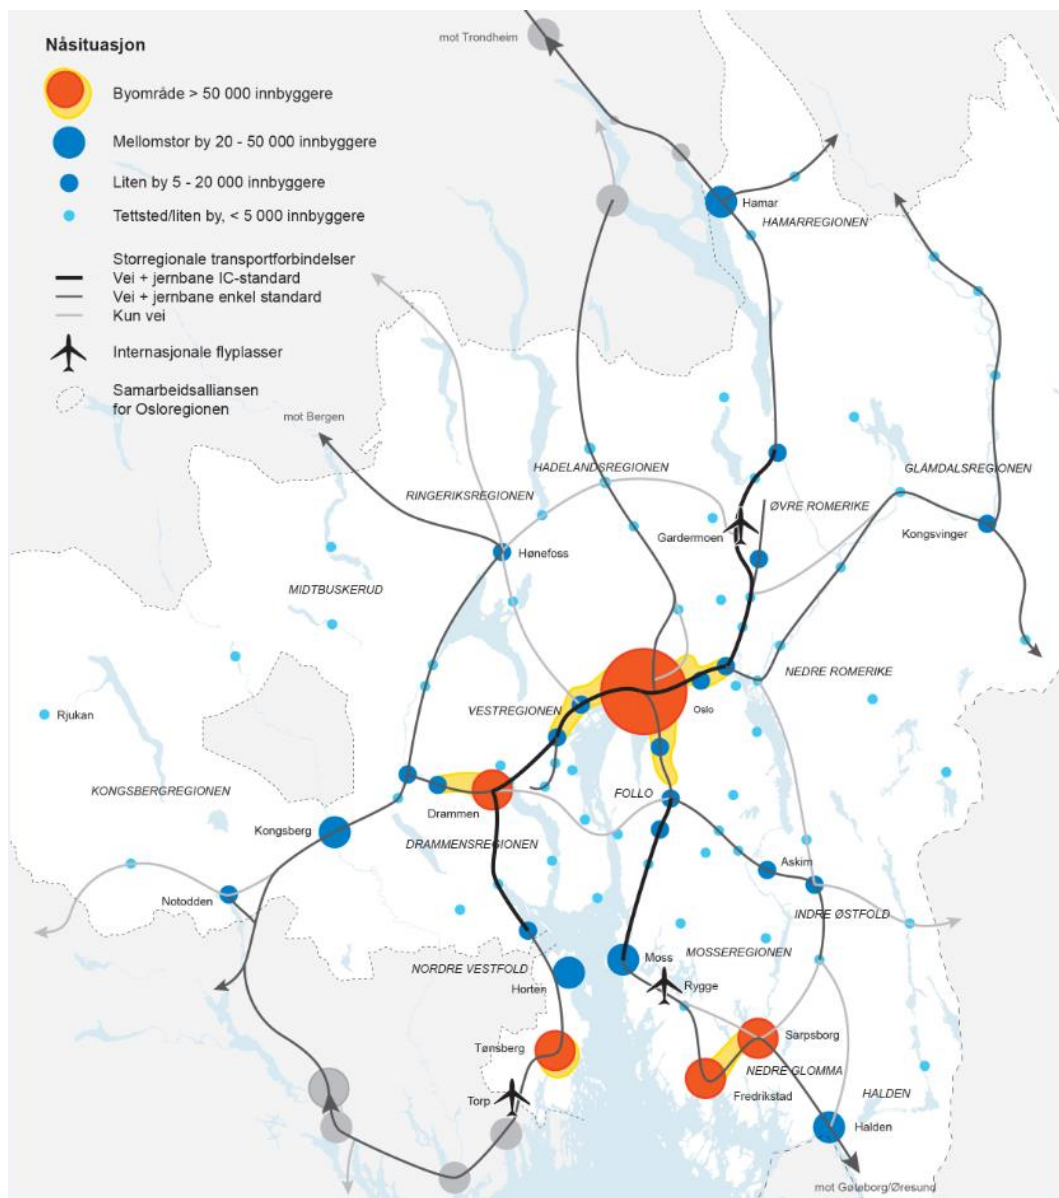 Nåsituasjon
Byområde > 50 000 innbyggere
Mellomstor by 20 - 50 000 innbyggere
Liten by 5 - 20 000 innbyggere
Tettsted/liten by, < 5 000 innbyggere
Storregionale transportforbindelser
Vei + jernbane IC-standard
Vei + jernbane enkel standard
Kun vei
Internasjonale flyplasser
Samarbeidsalliansen
for Osloregionen
mot Trondheim
Hamar
HAMARREGIONEN
mot Bergen
HADELANDSREGIONEN
GLÅMDALSREGIONEN
RINGERIKSREGIONEN
ØVRE ROMERIKE
Gardermoen
Kongsvinger
Hønefoss
MIDTBUSKERUD
NEDRE ROMERIKE
Rjukan
VESTREGIONEN
Oslo
KONGSBERGREGIONEN
FOLLO
Drammen
Kongsberg
DRAMMENSREGIONEN
Askim
Notodden
INDRE ØSTFOLD
Moss
MOSSEREGIONEN
NORDRE VESTFOLD
Horten
Rygge
Sarpsborg
Tønsberg
NEDRE GLOMMA
Fredrikstad
HALDEN
Torp
Halden
mot Gøteborg/Øresund